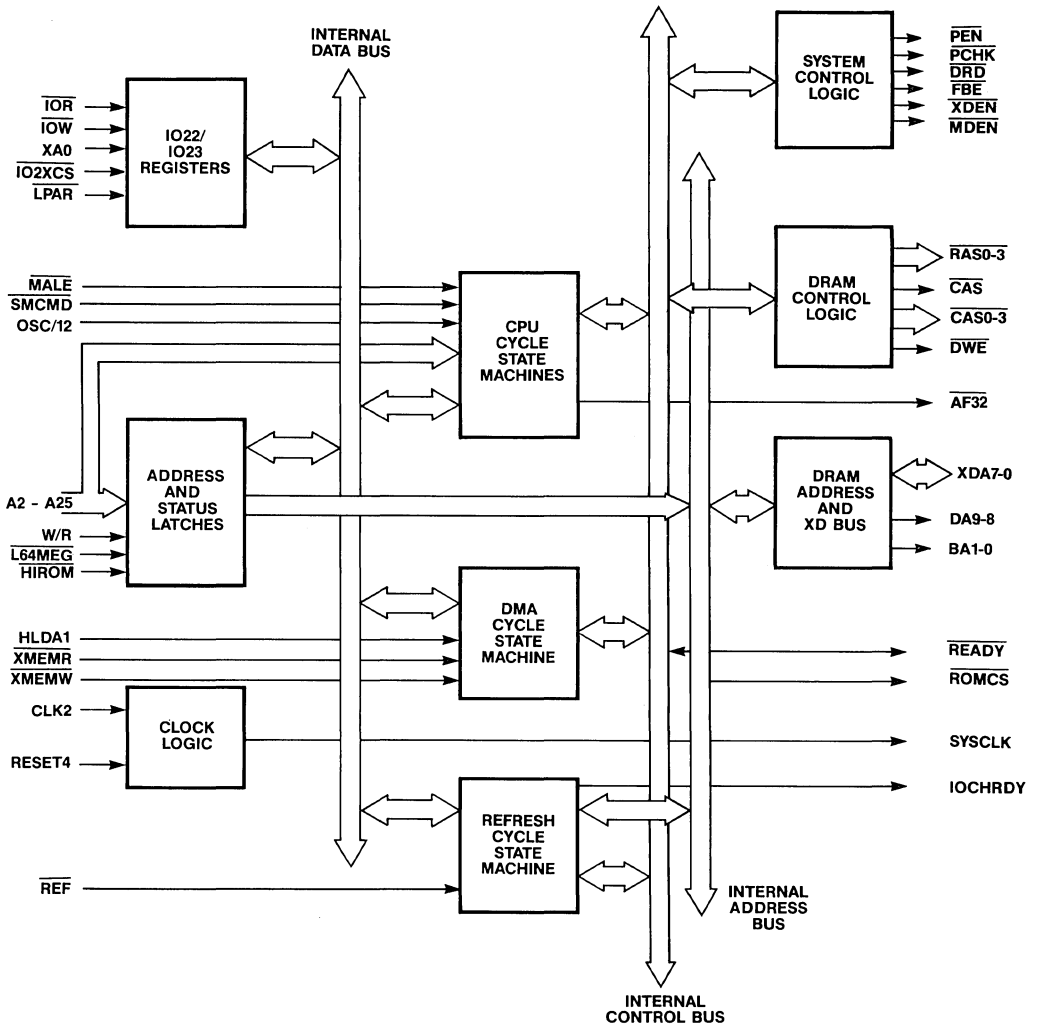 INTERNAL
DATA BUS
IOR
IOW
XA0
IO2XCS
LPAR
IO22/
IO23
REGISTERS
MALE
SMCMD
OSC/12
CPU
CYCLE
STATE
MACHINES
A2 - A25
W/R
L64MEG
HIROM
ADDRESS
AND
STATUS
LATCHES
HLDA1
XMEMR
XMEMW
DMA
CYCLE
STATE
MACHINE
CLK2
RESET4
CLOCK
LOGIC
REF
REFRESH
CYCLE
STATE
MACHINE
SYSTEM
CONTROL
LOGIC
PEN
PCHK
DRD
FBE
XDEN
MDEN
DRAM
CONTROL
LOGIC
RAS0-3
CAS
CAS0-3
DWE
AF32
DRAM
ADDRESS
AND
XD BUS
XDA7-0
DA9-8
BA1-0
READY
ROMCS
SYSCLK
IOCHRDY
INTERNAL
ADDRESS
BUS
INTERNAL
CONTROL BUS